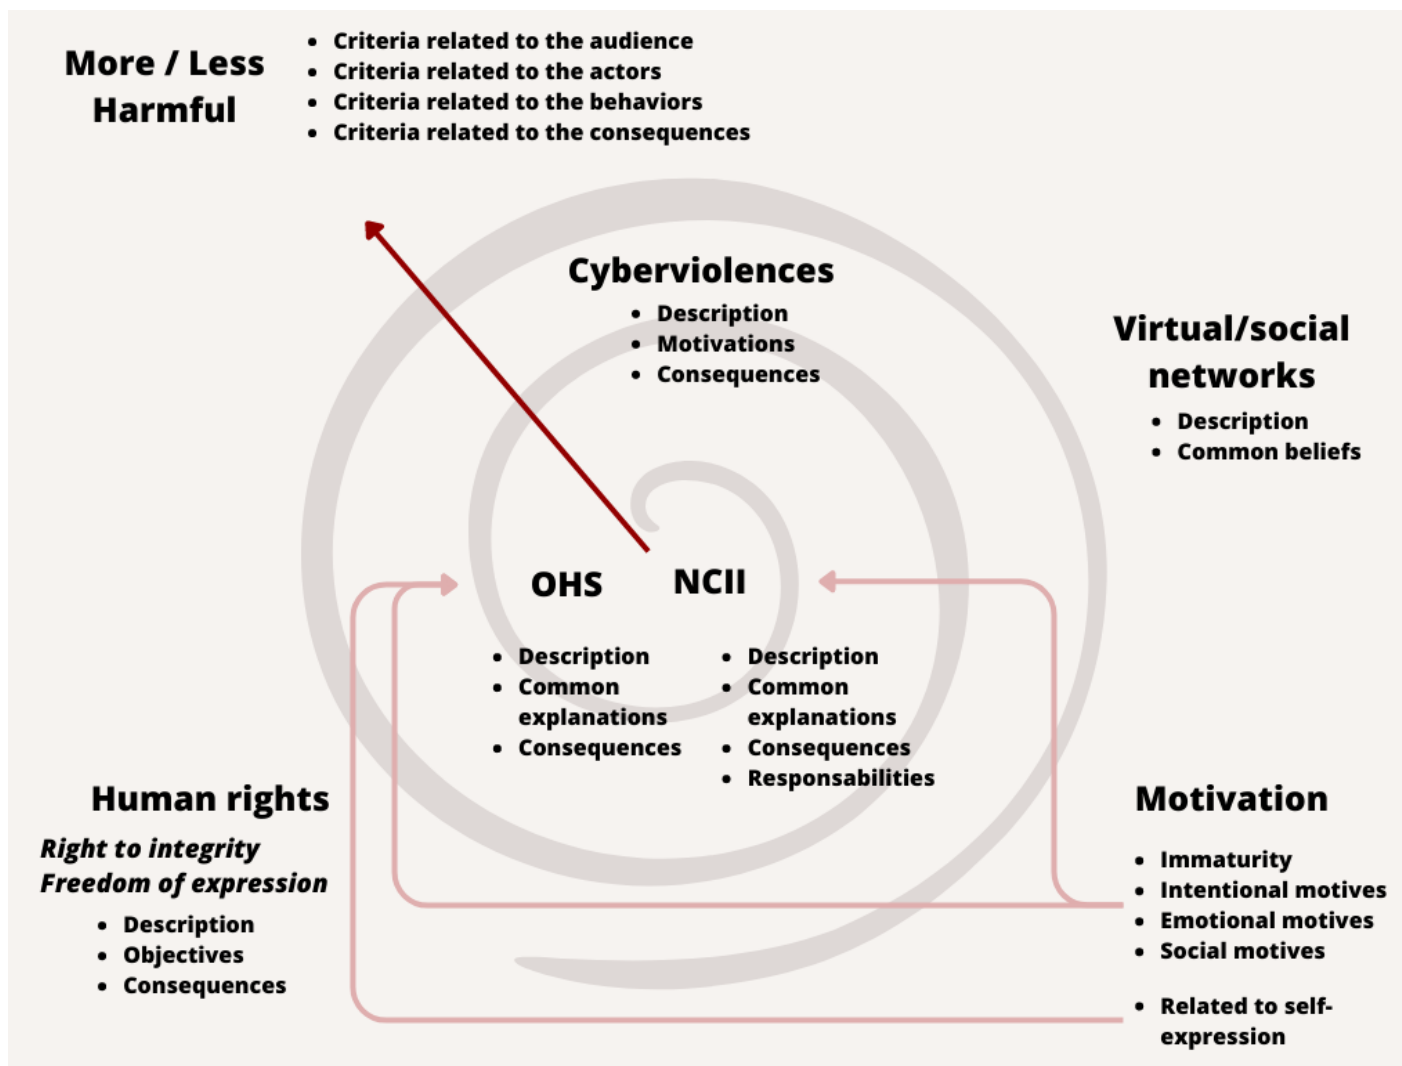 More / Less
Harmful
• Criteria related to the audience
• Criteria related to the actors
• Criteria related to the behaviors
• Criteria related to the consequences
Cyberviolences
• Description
• Motivations
• Consequences
Virtual/social
networks
• Description
• Common beliefs
OHS
• Description
• Common
explanations
• Consequences
NCII
• Description
• Common
explanations
• Consequences
• Responsabilities
Human rights
Right to integrity
Freedom of expression
• Description
• Objectives
• Consequences
Motivation
• Immaturity
• Intentional motives
• Emotional motives
• Social motives
• Related to self-
expression